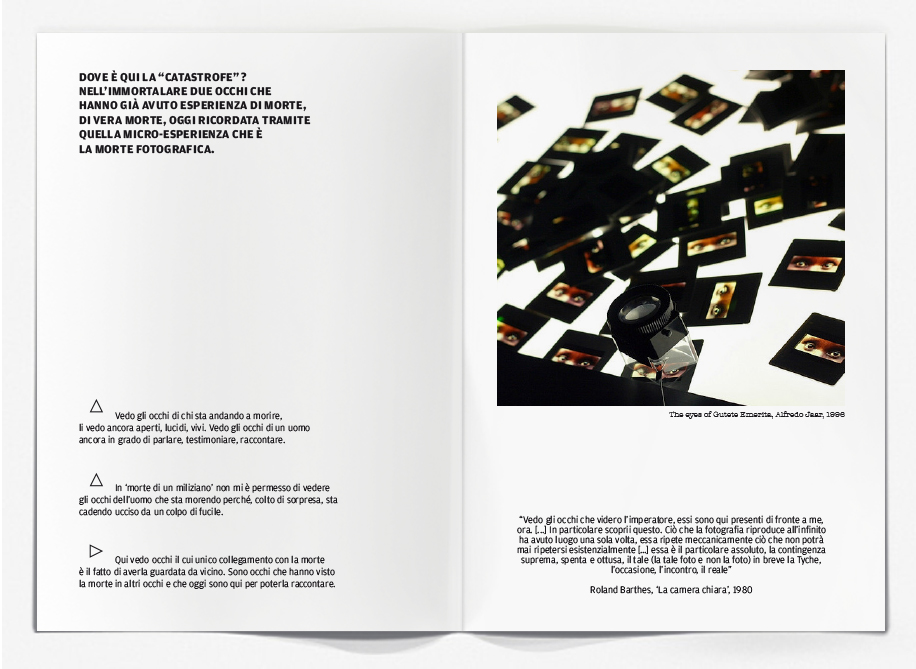 DOVE È QUI LA “CATASTROFE”?
NELL’IMMORTALARE DUE OCCHI CHE
HANNO GIÀ AVUTO ESPERIENZA DI MORTE,
DI VERA MORTE, OGGI RICORDATA TRAMITE
QUELLA MICRO-ESPERIENZA CHE È
LA MORTE FOTOGRAFICA.
Vedo gli occhi di chi sta andando a morire,
li vedo ancora aperti, lucidi, vivi. Vedo gli occhi di un uomo
ancora in grado di parlare, testimoniare, raccontare.
In ‘morte di un miliziano’ non mi è permesso di vedere
gli occhi dell’uomo che sta morendo perché, colto di sorpresa, sta
cadendo ucciso da un colpo di fucile.
Qui vedo occhi il cui unico collegamento con la morte
è il fatto di averla guardata da vicino. Sono occhi che hanno visto
la morte in altri occhi e che oggi sono qui per poterla raccontare.
The eyes of Gutete Emerita, Alfredo Jaar, 1996
“Vedo gli occhi che videro l’imperatore, essi sono qui presenti di fronte a me,
ora. [...] In particolare scoprii questo. Ciò che la fotografia riproduce all’infinito
ha avuto luogo una sola volta, essa ripete meccanicamente ciò che non potrà
mai ripetersi esistenzialmente [...] essa è il particolare assoluto, la contingenza
suprema, spenta e ottusa, il tale (la tale foto e non la foto) in breve la Tyche,
l’occasione, l’incontro, il reale”
Roland Barthes, ‘La camera chiara’, 1980